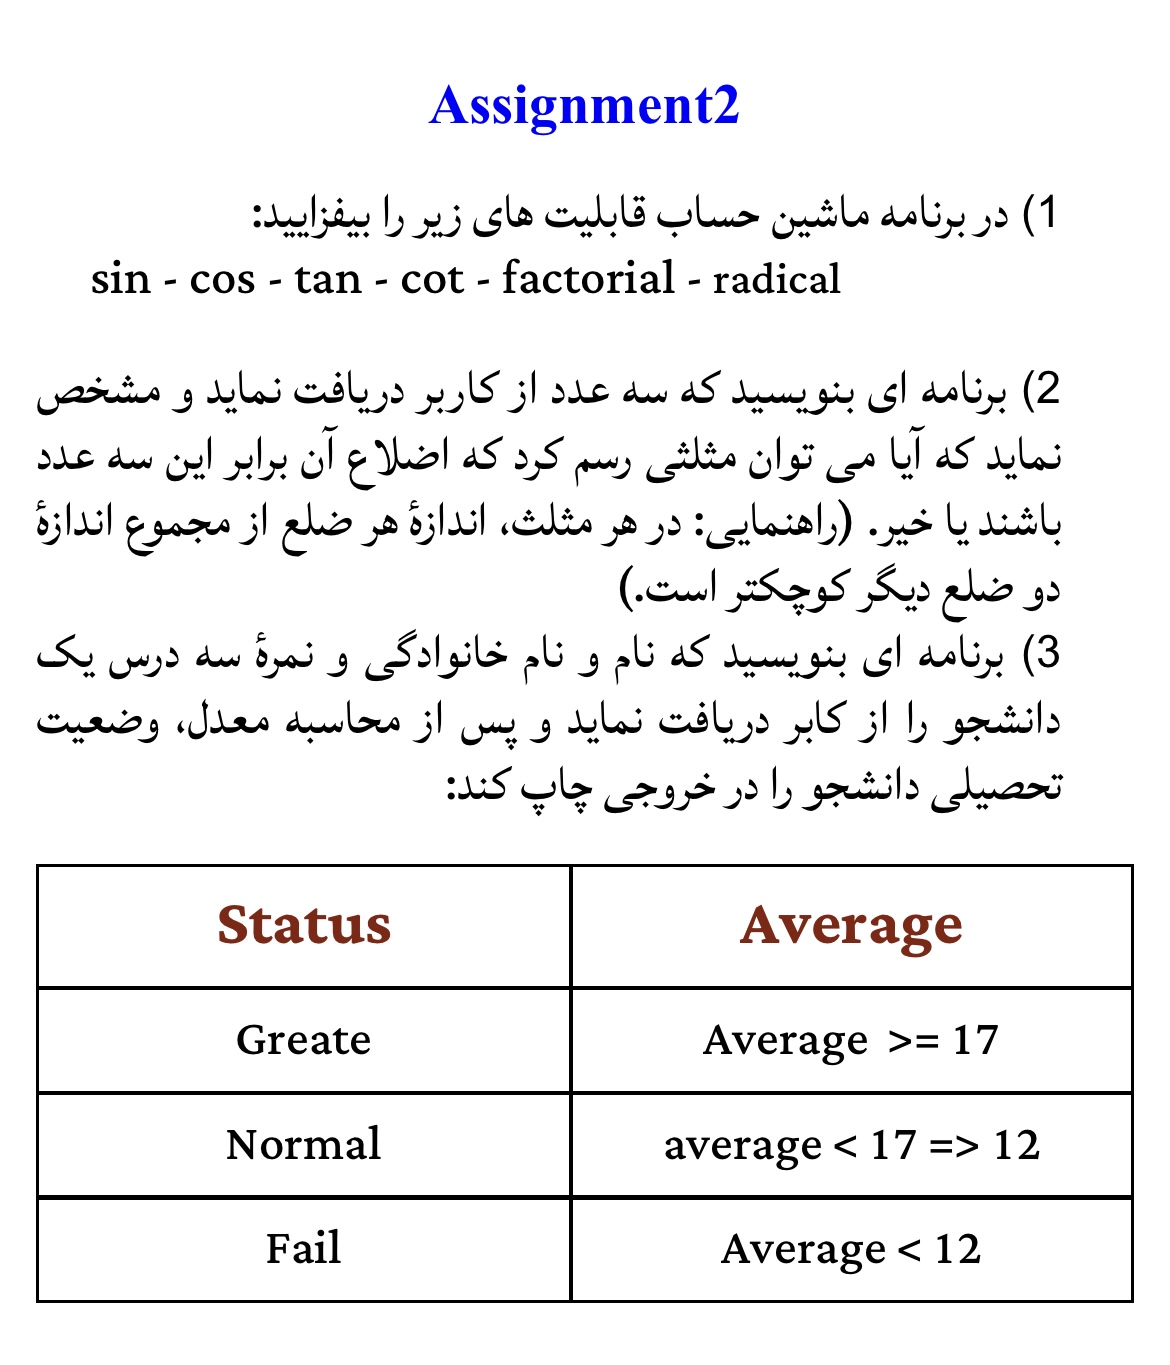 Assignment2
1) در برنامه ماشین حساب قابلیت های زیر را بیفزایید:
sin - cos - tan - cot - factorial - radical
2) برنامه ای بنویسید که سه عدد از کاربر دریافت نماید و مشخص
نماید که آیا می توان مثلثی رسم کرد که اضلاع آن برابر این سه عدد
باشند یا خیر. (راهنمایی: در هر مثلث، اندازهٔ هر ضلع از مجموع اندازهٔ
دو ضلع دیگر کوچکتر است.)
3) برنامه ای بنویسید که نام و نام خانوادگی و نمرهٔ سه درس یک
دانشجو را از کابر دریافت نماید و پس از محاسبه معدل، وضعیت
تحصیلی دانشجو را در خروجی چاپ کند:
Status Average
Greate Average >= 17
Normal average < 17 => 12
Fail Average < 12